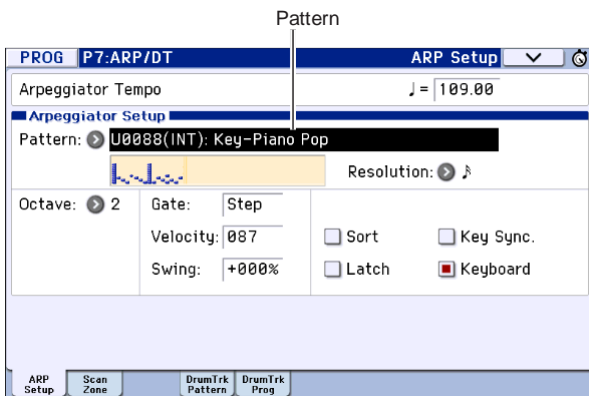 Pattern
PROG P7:ARP/DT ARP Setup
Arpeggiator Tempo ♩= 109.00
Arpeggiator Setup
Pattern: U0088(INT): Key-Piano Pop
Resolution: ♬
Octave: 2 Gate: Step
Velocity: 087 Sort Key Sync.
Swing: +000% Latch Keyboard
ARP Setup Scan Zone DrumTrk Pattern DrumTrk Prog